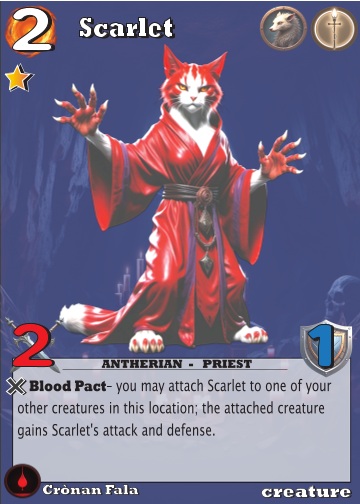 2 Scarlet
2
1
ANTHERIAN - PRIEST
Blood Pact- you may attach Scarlet to one of your
other creatures in this location; the attached creature
gains Scarlet's attack and defense.
Crònan Fala
creature